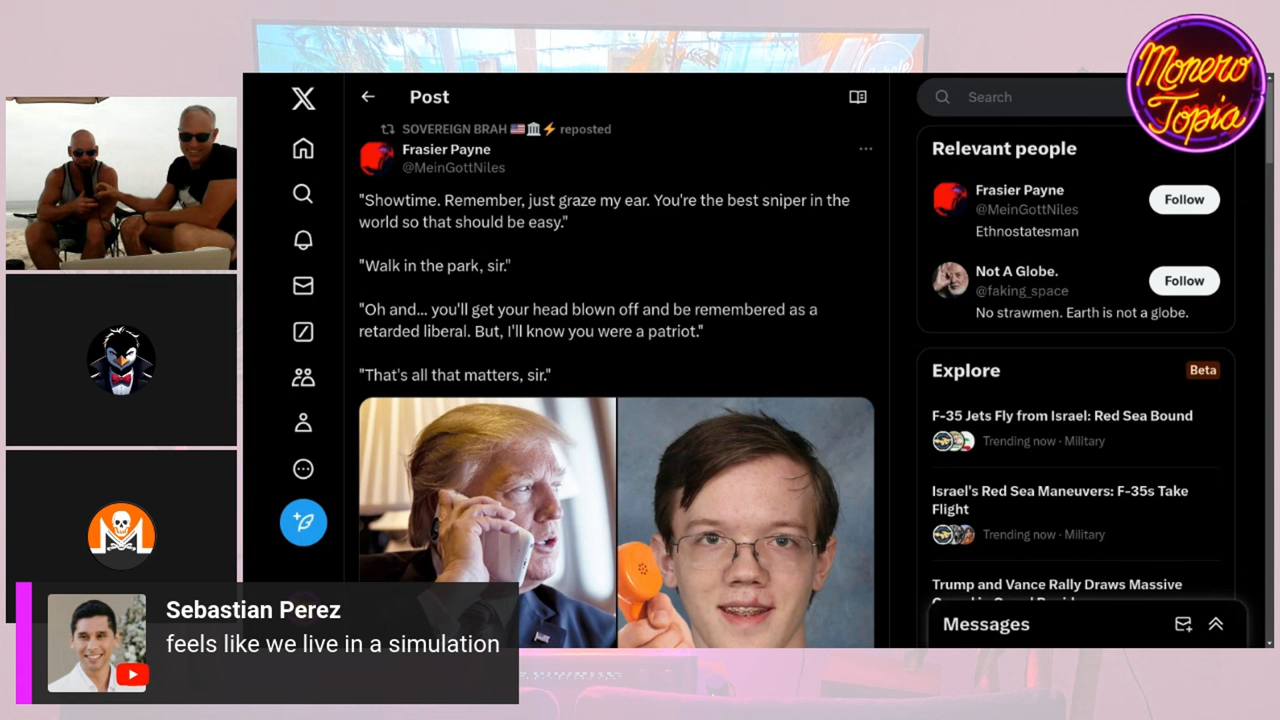 Monero
Topia
Post
SOVEREIGN BRAH 🇺🇸🏛️⚡ reposted
Frasier Payne
@MeinGottNiles
"Showtime. Remember, just graze my ear. You're the best sniper in the
world so that should be easy."
"Walk in the park, sir."
"Oh and... you'll get your head blown off and be remembered as a
retarded liberal. But, I'll know you were a patriot."
"That's all that matters, sir."
Search
Relevant people
Frasier Payne
@MeinGottNiles
Follow
Ethnostatesman
Not A Globe.
@faking_space
Follow
No strawmen. Earth is not a globe.
Explore
Beta
F-35 Jets Fly from Israel: Red Sea Bound
Trending now · Military
Israel's Red Sea Maneuvers: F-35s Take
Flight
Trending now · Military
Trump and Vance Rally Draws Massive
Messages
Sebastian Perez
feels like we live in a simulation